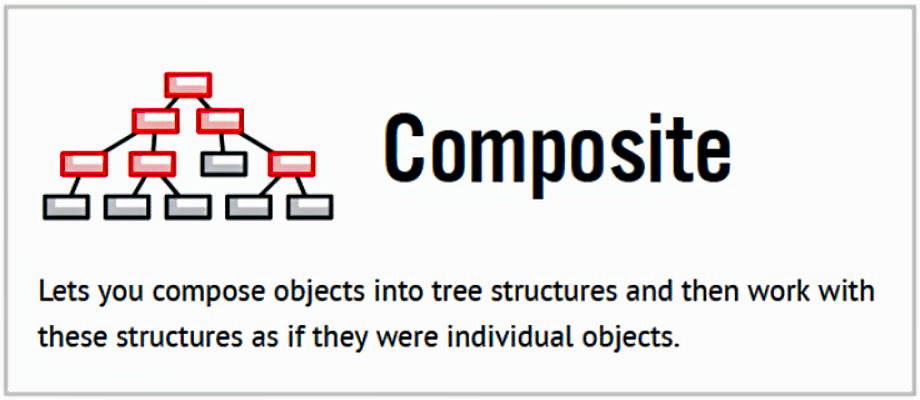 Composite
Lets you compose objects into tree structures and then work with
these structures as if they were individual objects.